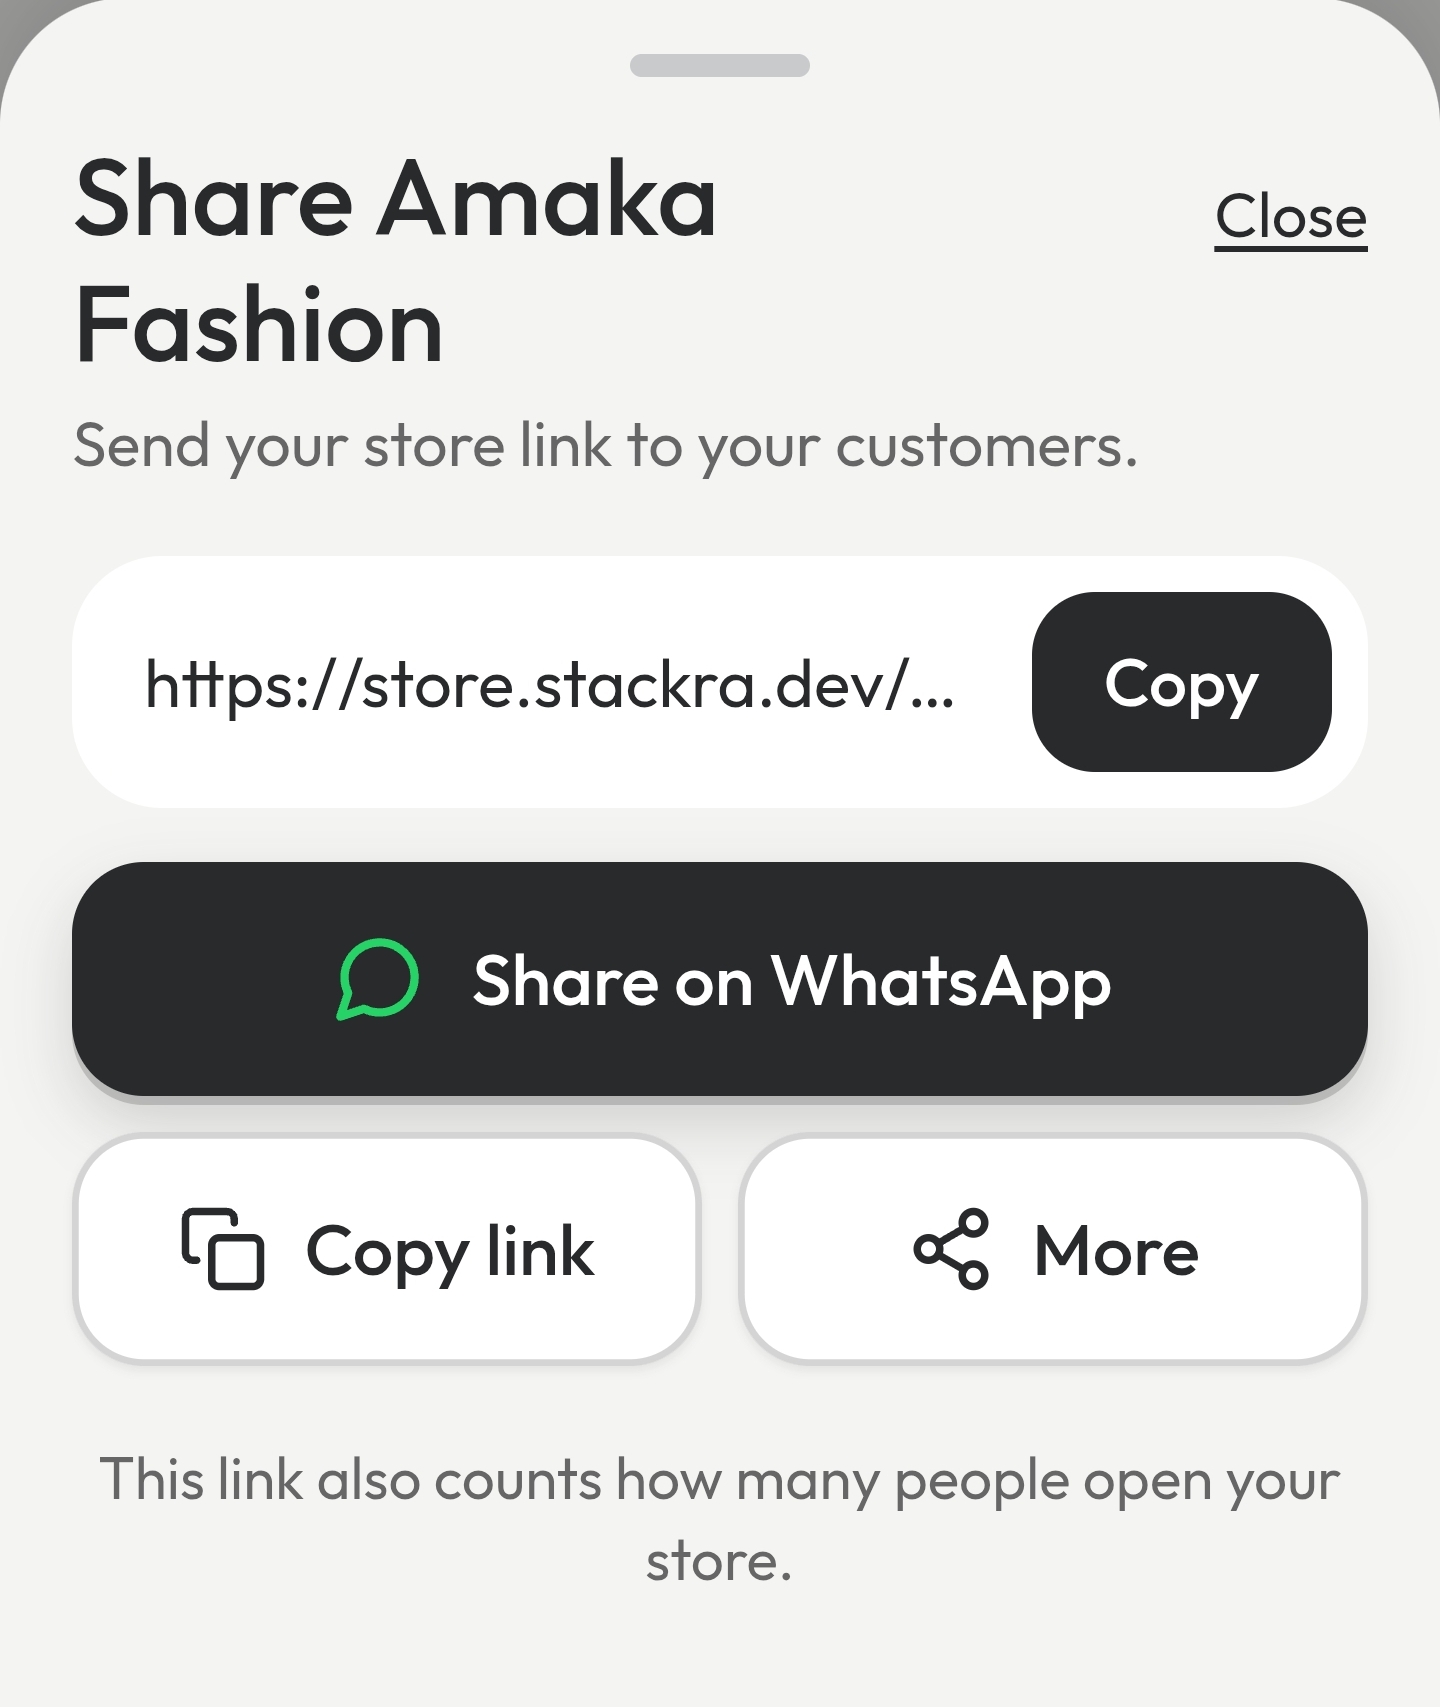 Share Amaka
Fashion
Close
Send your store link to your customers.
https://store.stackra.dev/...
Copy
Share on WhatsApp
Copy link
More
This link also counts how many people open your
store.